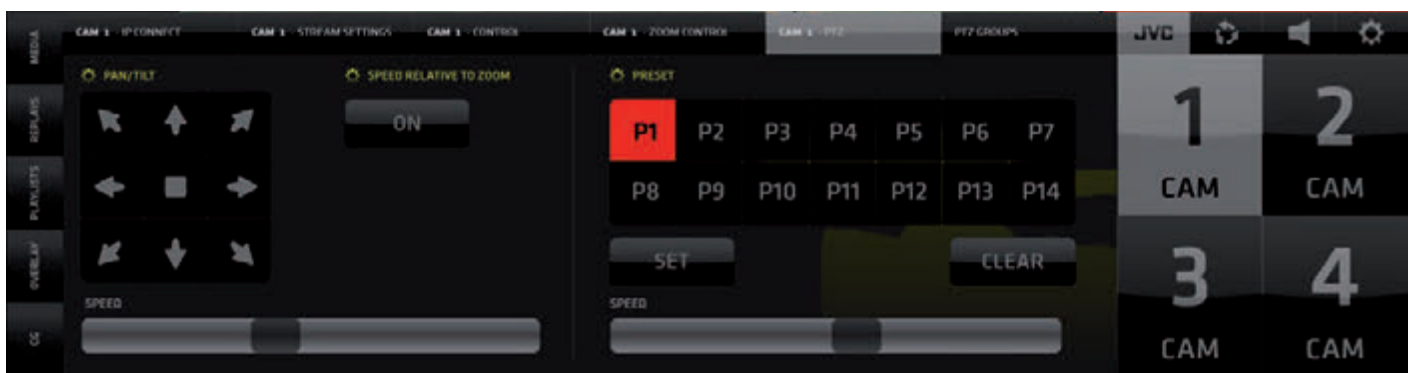 CAM 1 - IP CONNECT
CAM 1 - STREAM SETTINGS
CAM 1 - CONTROL
CAM 1 - ZOOM CONTROL
CAM 1 - PTZ
PTZ GROUPS
JVC
MEDIA
REPLAYS
PLAYLISTS
OVERLAY
CG
PAN/TILT
SPEED RELATIVE TO ZOOM
ON
SPEED
PRESET
P1 P2 P3 P4 P5 P6 P7
P8 P9 P10 P11 P12 P13 P14
SET CLEAR
SPEED
1
CAM
2
CAM
3
CAM
4
CAM